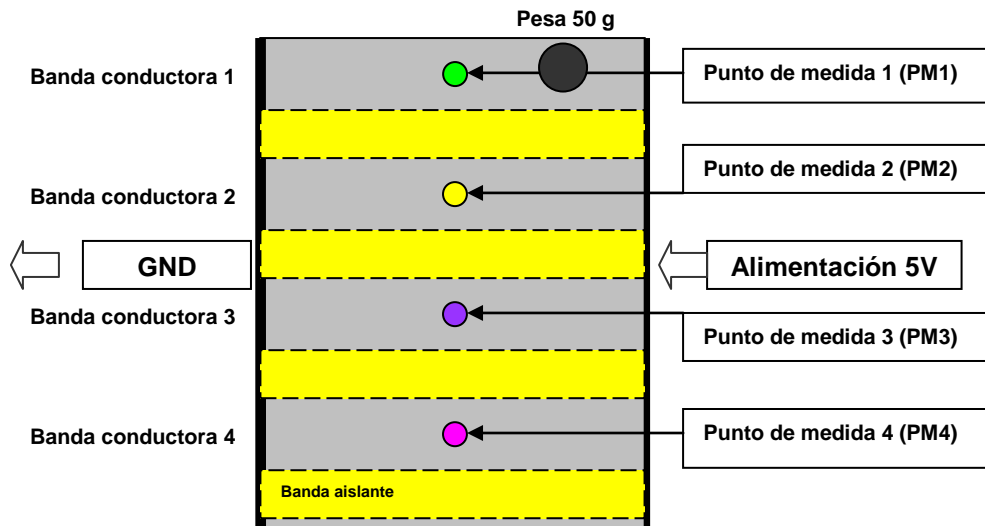 Pesa 50 g
Banda conductora 1
Punto de medida 1 (PM1)
Punto de medida 2 (PM2)
Banda conductora 2
GND
Alimentación 5V
Banda conductora 3
Punto de medida 3 (PM3)
Banda conductora 4
Punto de medida 4 (PM4)
Banda aislante